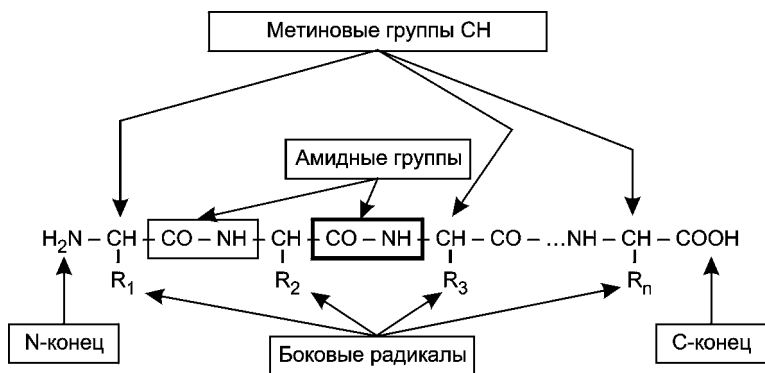 Метиновые группы СН
Амидные группы
H₂N – CH – CO – NH – CH – CO – NH – CH – CO – ...NH – CH – COOH
R₁ R₂ R₃ Rₙ
N-конец Боковые радикалы С-конец